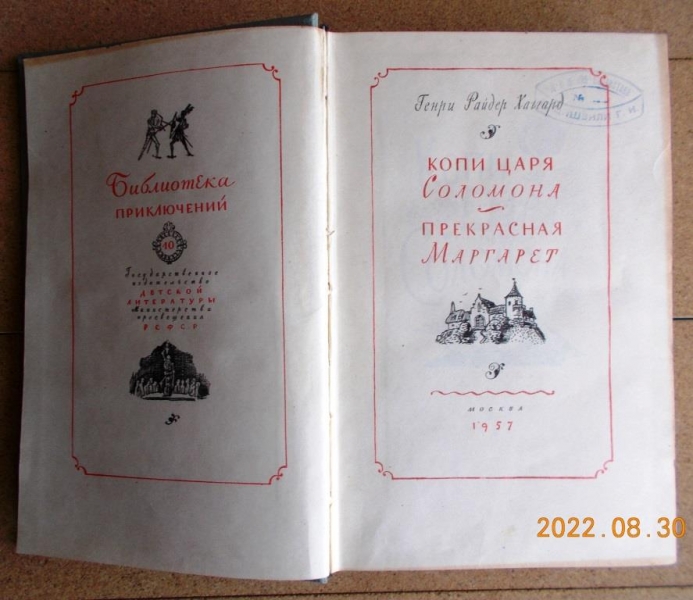 Библиотека
ПРИКЛЮЧЕНИЙ
10
Государственное
издательство
ДЕТСКОЙ
ЛИТЕРАТУРЫ
Министерства
просвещения
РСФСР
Генри Райдер Хаггард
КОПИ ЦАРЯ
СОЛОМОНА
ПРЕКРАСНАЯ
МАРГАРЕТ
МОСКВА
1957
2022.08.30